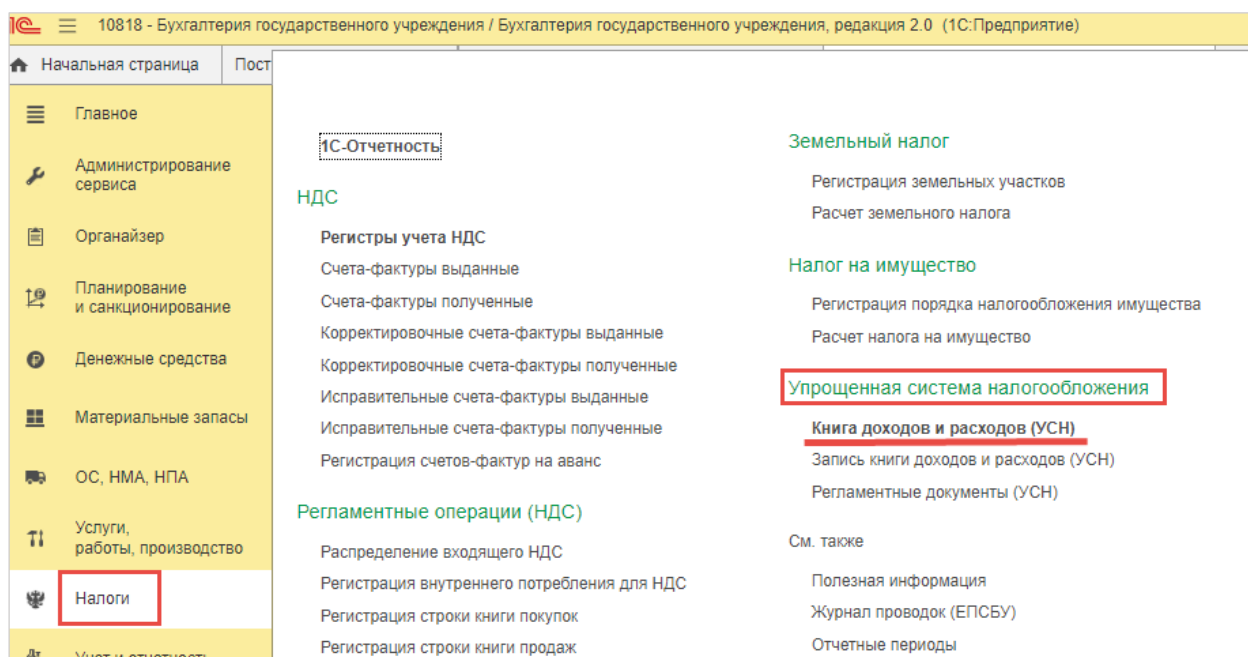 10818 - Бухгалтерия государственного учреждения / Бухгалтерия государственного учреждения, редакция 2.0 (1С:Предприятие)
Начальная страница
Пост
Главное
Администрирование
сервиса
Органайзер
Планирование
и санкционирование
Денежные средства
Материальные запасы
ОС, НМА, НПА
Услуги,
работы, производство
Налоги
Учет и отчетность
1С-Отчетность
НДС
Регистры учета НДС
Счета-фактуры выданные
Счета-фактуры полученные
Корректировочные счета-фактуры выданные
Корректировочные счета-фактуры полученные
Исправительные счета-фактуры выданные
Исправительные счета-фактуры полученные
Регистрация счетов-фактур на аванс
Регламентные операции (НДС)
Распределение входящего НДС
Регистрация внутреннего потребления для НДС
Регистрация строки книги покупок
Регистрация строки книги продаж
Земельный налог
Регистрация земельных участков
Расчет земельного налога
Налог на имущество
Регистрация порядка налогообложения имущества
Расчет налога на имущество
Упрощенная система налогообложения
Книга доходов и расходов (УСН)
Запись книги доходов и расходов (УСН)
Регламентные документы (УСН)
См. также
Полезная информация
Журнал проводок (ЕПСБУ)
Отчетные периоды